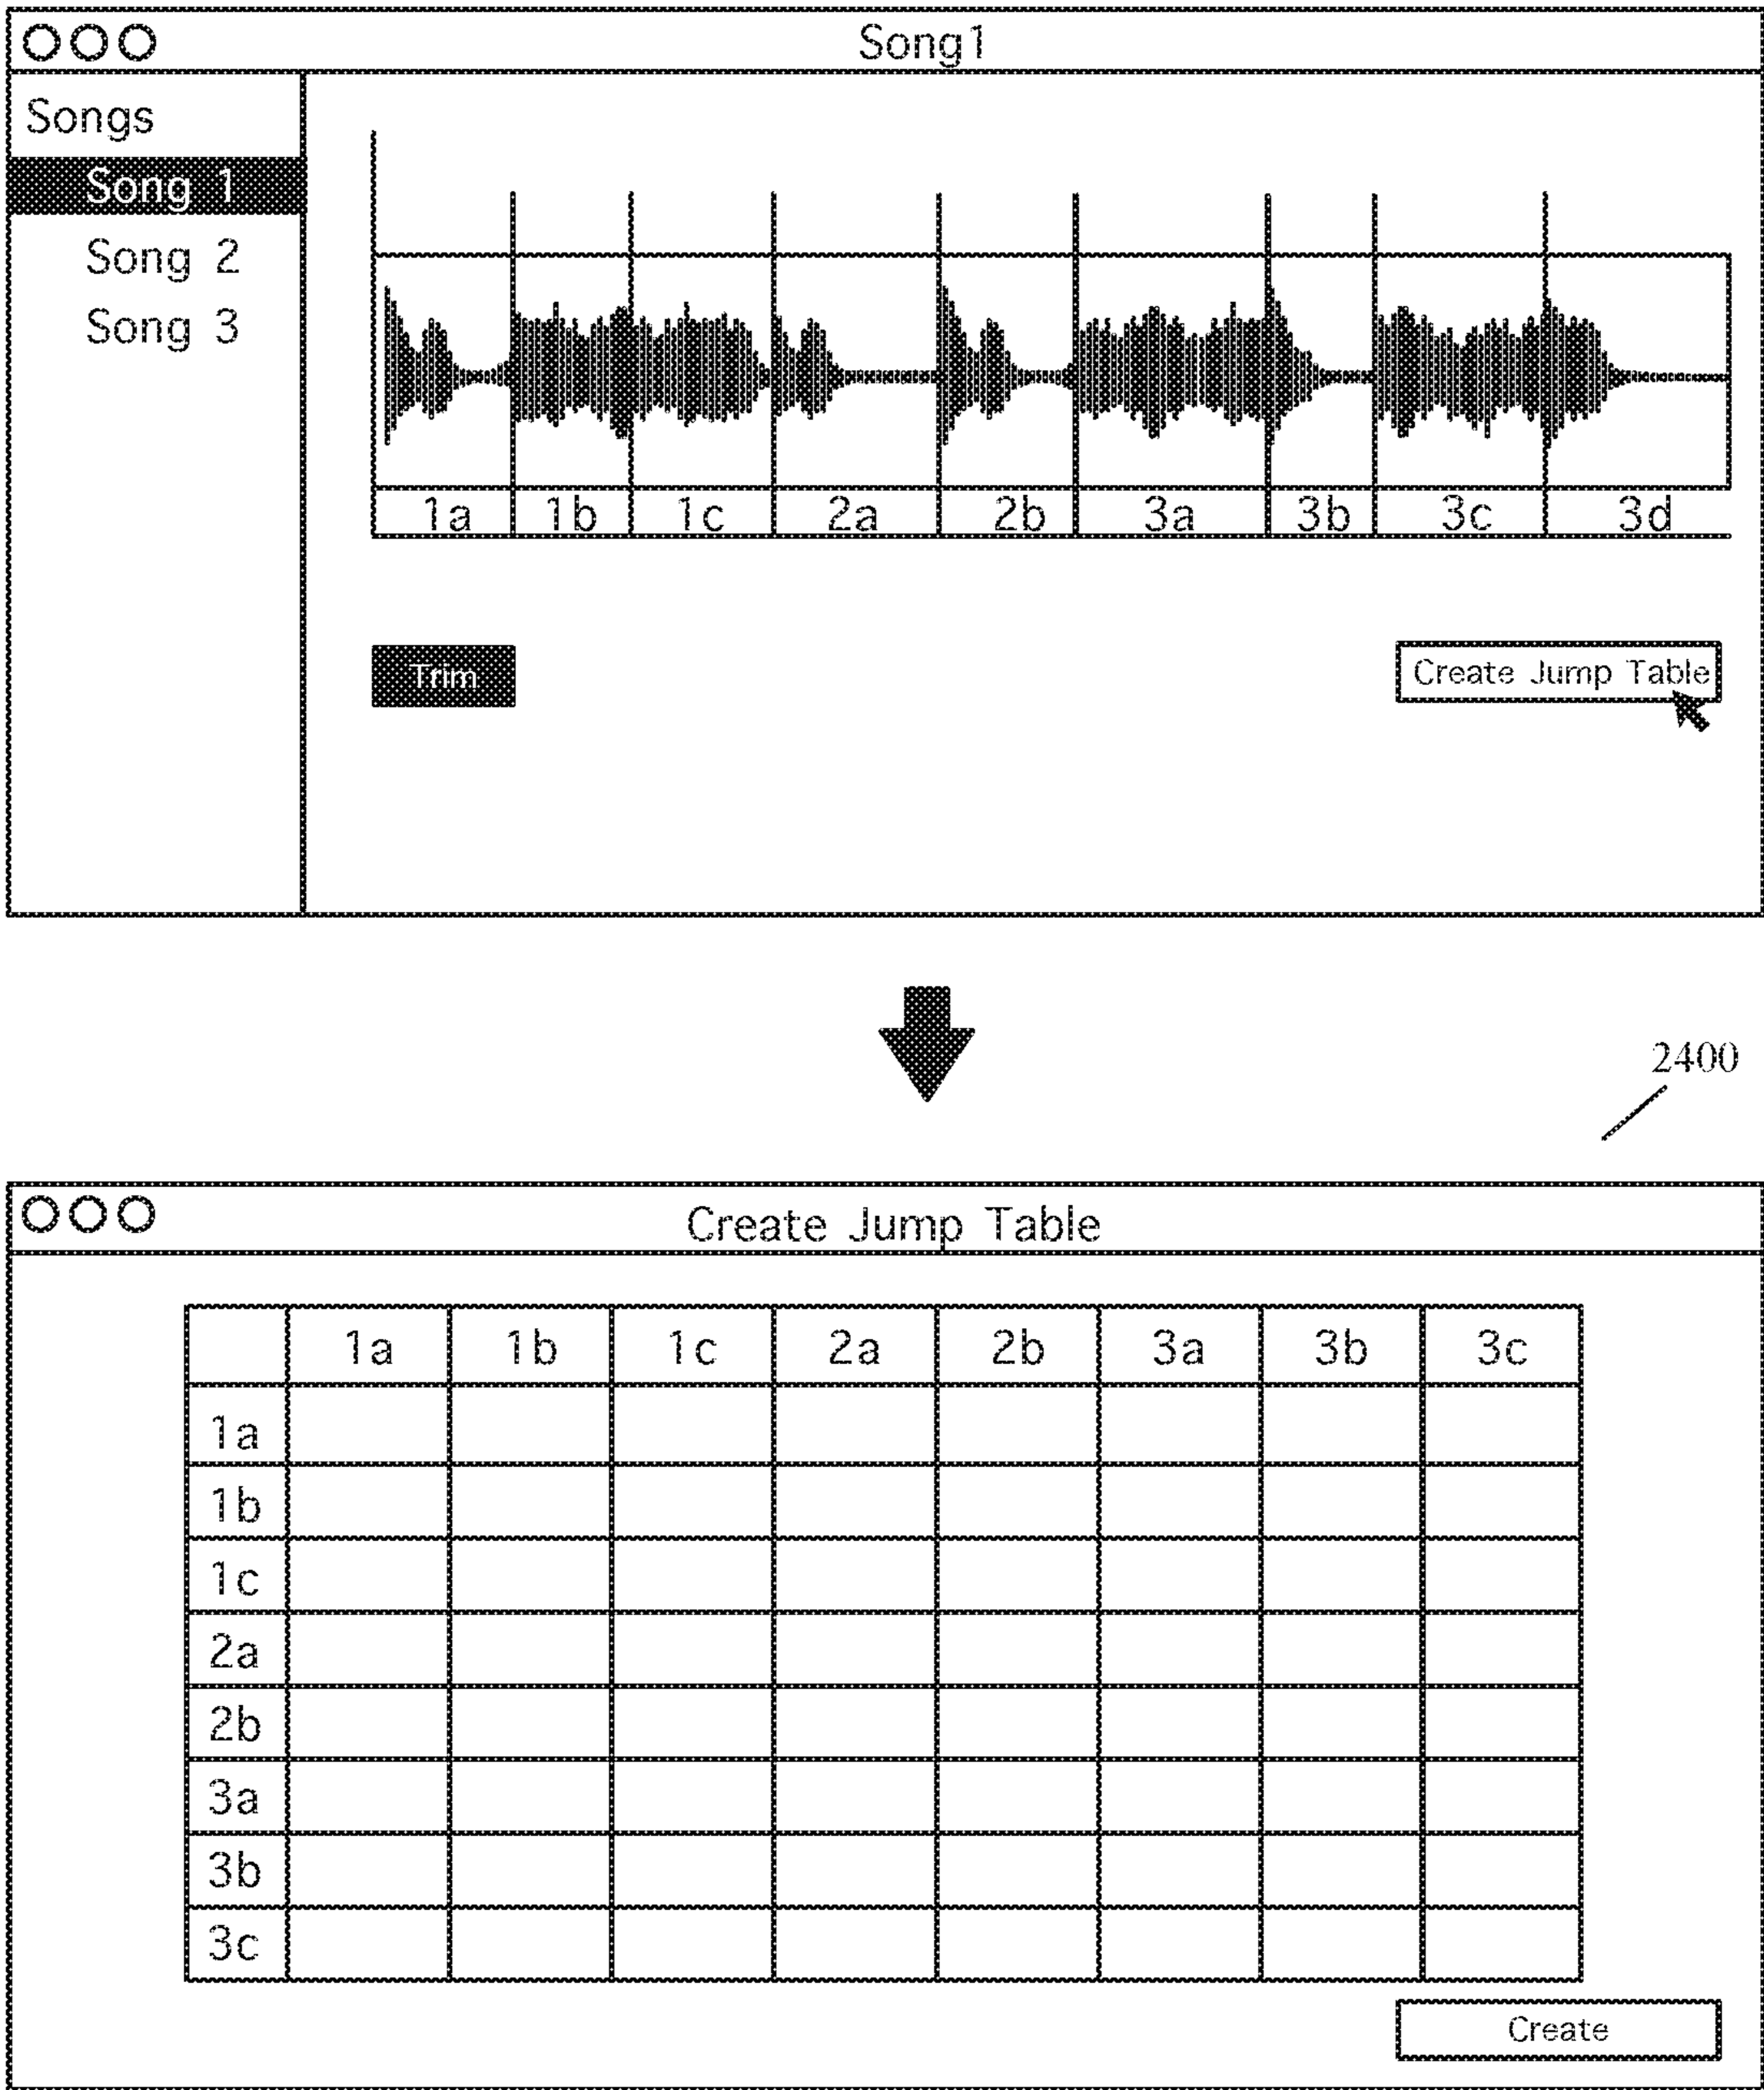 Song1
Songs
Song 1
Song 2
Song 3
1a 1b 1c 2a 2b 3a 3b 3c 3d
Trim
Create Jump Table
2400
Create Jump Table
1a 1b 1c 2a 2b 3a 3b 3c
1a
1b
1c
2a
2b
3a
3b
3c
Create